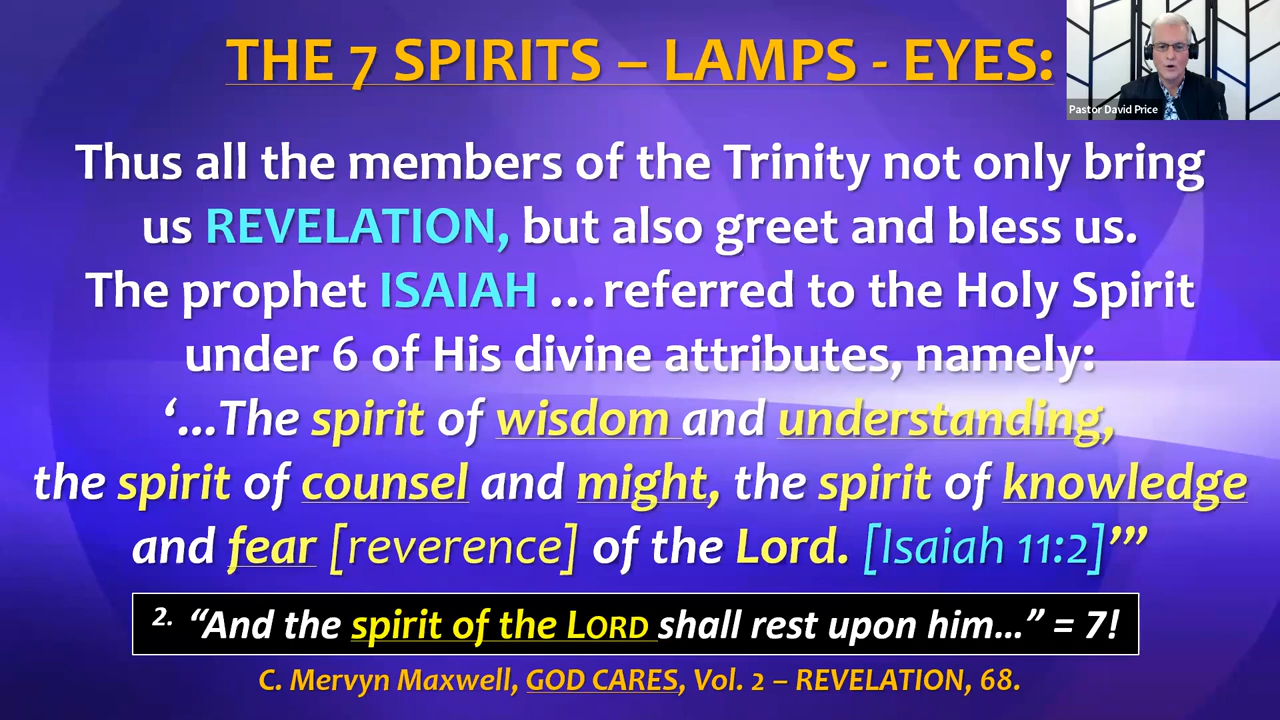 THE 7 SPIRITS – LAMPS - EYES:
Pastor David Price
Thus all the members of the Trinity not only bring
us REVELATION, but also greet and bless us.
The prophet ISAIAH ... referred to the Holy Spirit
under 6 of His divine attributes, namely:
‘...The spirit of wisdom and understanding,
the spirit of counsel and might, the spirit of knowledge
and fear [reverence] of the Lord. [Isaiah 11:2]’”
2. “And the spirit of the LORD shall rest upon him...” = 7!
C. Mervyn Maxwell, GOD CARES, Vol. 2 – REVELATION, 68.